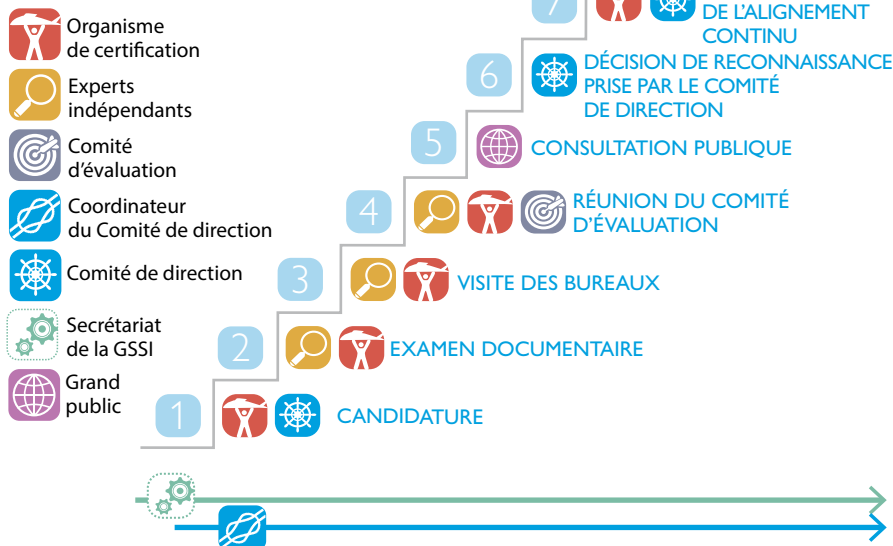 Organisme
de certification
Experts
indépendants
Comité
d'évaluation
Coordinateur
du Comité de direction
Comité de direction
Secrétariat
de la GSSI
Grand
public
7
DE L'ALIGNEMENT
CONTINU
6
DÉCISION DE RECONNAISSANCE
PRISE PAR LE COMITÉ
DE DIRECTION
5
CONSULTATION PUBLIQUE
4
RÉUNION DU COMITÉ
D'ÉVALUATION
3
VISITE DES BUREAUX
2
EXAMEN DOCUMENTAIRE
1
CANDIDATURE